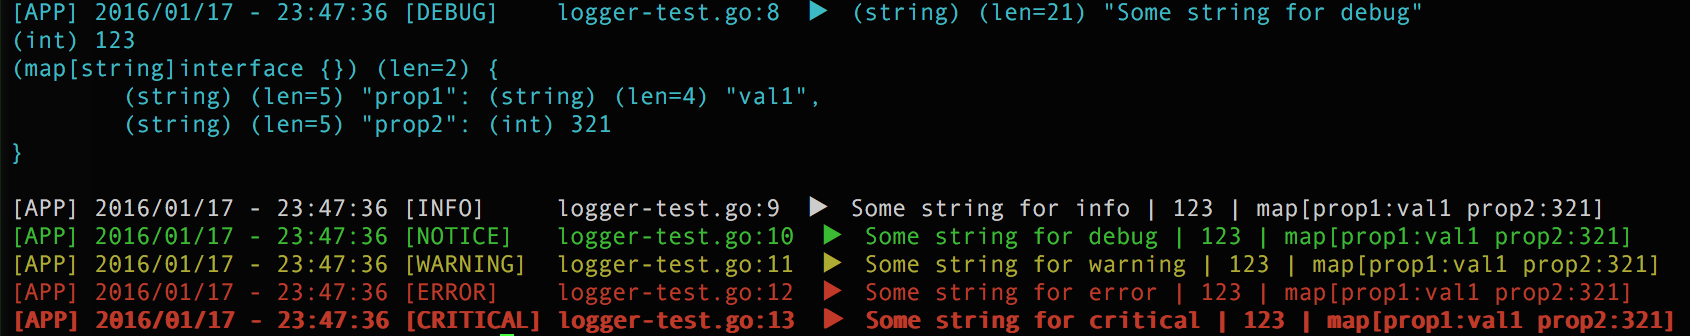 [APP] 2016/01/17 - 23:47:36 [DEBUG]    logger-test.go:8  ▶ (string) (len=21) "Some string for debug"
(int) 123
(map[string]interface {}) (len=2) {
        (string) (len=5) "prop1": (string) (len=4) "val1",
        (string) (len=5) "prop2": (int) 321
}
[APP] 2016/01/17 - 23:47:36 [INFO]     logger-test.go:9  ▶ Some string for info | 123 | map[prop1:val1 prop2:321]
[APP] 2016/01/17 - 23:47:36 [NOTICE]   logger-test.go:10  ▶ Some string for debug | 123 | map[prop1:val1 prop2:321]
[APP] 2016/01/17 - 23:47:36 [WARNING]  logger-test.go:11  ▶ Some string for warning | 123 | map[prop1:val1 prop2:321]
[APP] 2016/01/17 - 23:47:36 [ERROR]    logger-test.go:12  ▶ Some string for error | 123 | map[prop1:val1 prop2:321]
[APP] 2016/01/17 - 23:47:36 [CRITICAL] logger-test.go:13  ▶ Some string for critical | 123 | map[prop1:val1 prop2:321]